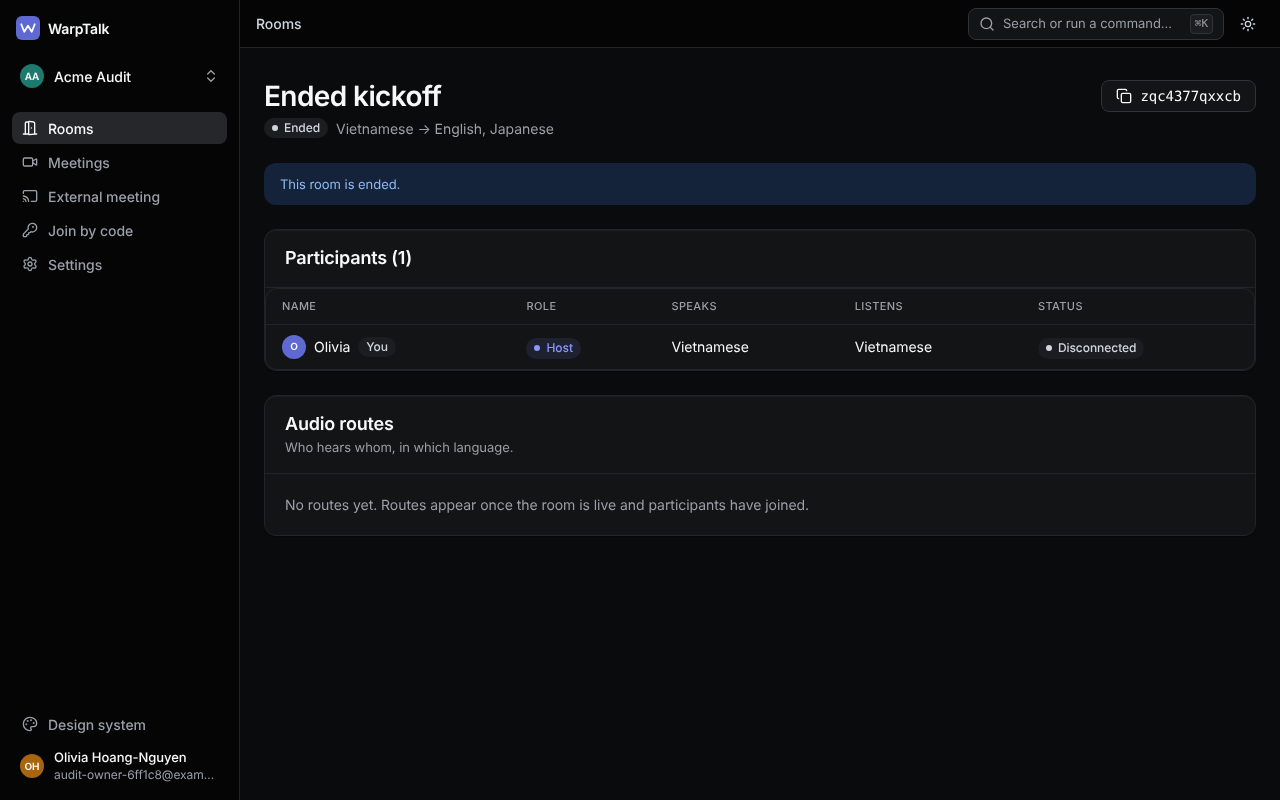 WarpTalk
AA
Acme Audit
Rooms
Meetings
External meeting
Join by code
Settings
Design system
OH
Olivia Hoang-Nguyen
audit-owner-6ff1c8@exam...
Rooms
Search or run a command...
⌘K
Ended kickoff
Ended
Vietnamese → English, Japanese
zqc4377qxxcb
This room is ended.
Participants (1)
NAME ROLE SPEAKS LISTENS STATUS
O Olivia You Host Vietnamese Vietnamese Disconnected
Audio routes
Who hears whom, in which language.
No routes yet. Routes appear once the room is live and participants have joined.